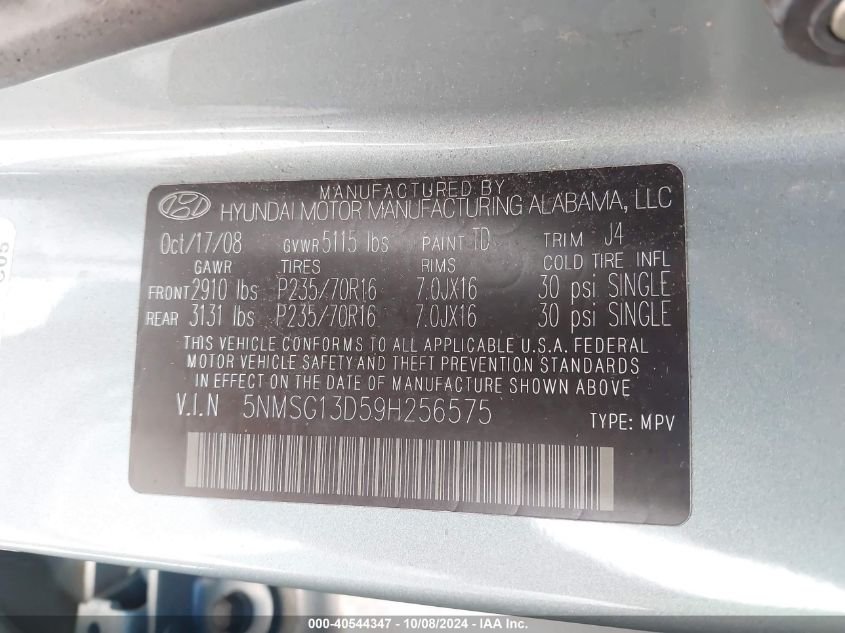 MANUFACTURED BY
HYUNDAI MOTOR MANUFACTURING ALABAMA, LLC
Oct/17/08 GVWR 5115 lbs PAINT TD TRIM J4
GAWR TIRES RIMS COLD TIRE INFL
FRONT 2910 lbs P235/70R16 7.0JX16 30 psi SINGLE
REAR 3131 lbs P235/70R16 7.0JX16 30 psi SINGLE
THIS VEHICLE CONFORMS TO ALL APPLICABLE U.S.A. FEDERAL
MOTOR VEHICLE SAFETY AND THEFT PREVENTION STANDARDS
IN EFFECT ON THE DATE OF MANUFACTURE SHOWN ABOVE
V.I.N 5NMSG13D59H256575 TYPE: MPV
000-40544347 - 10/08/2024 - IAA Inc.